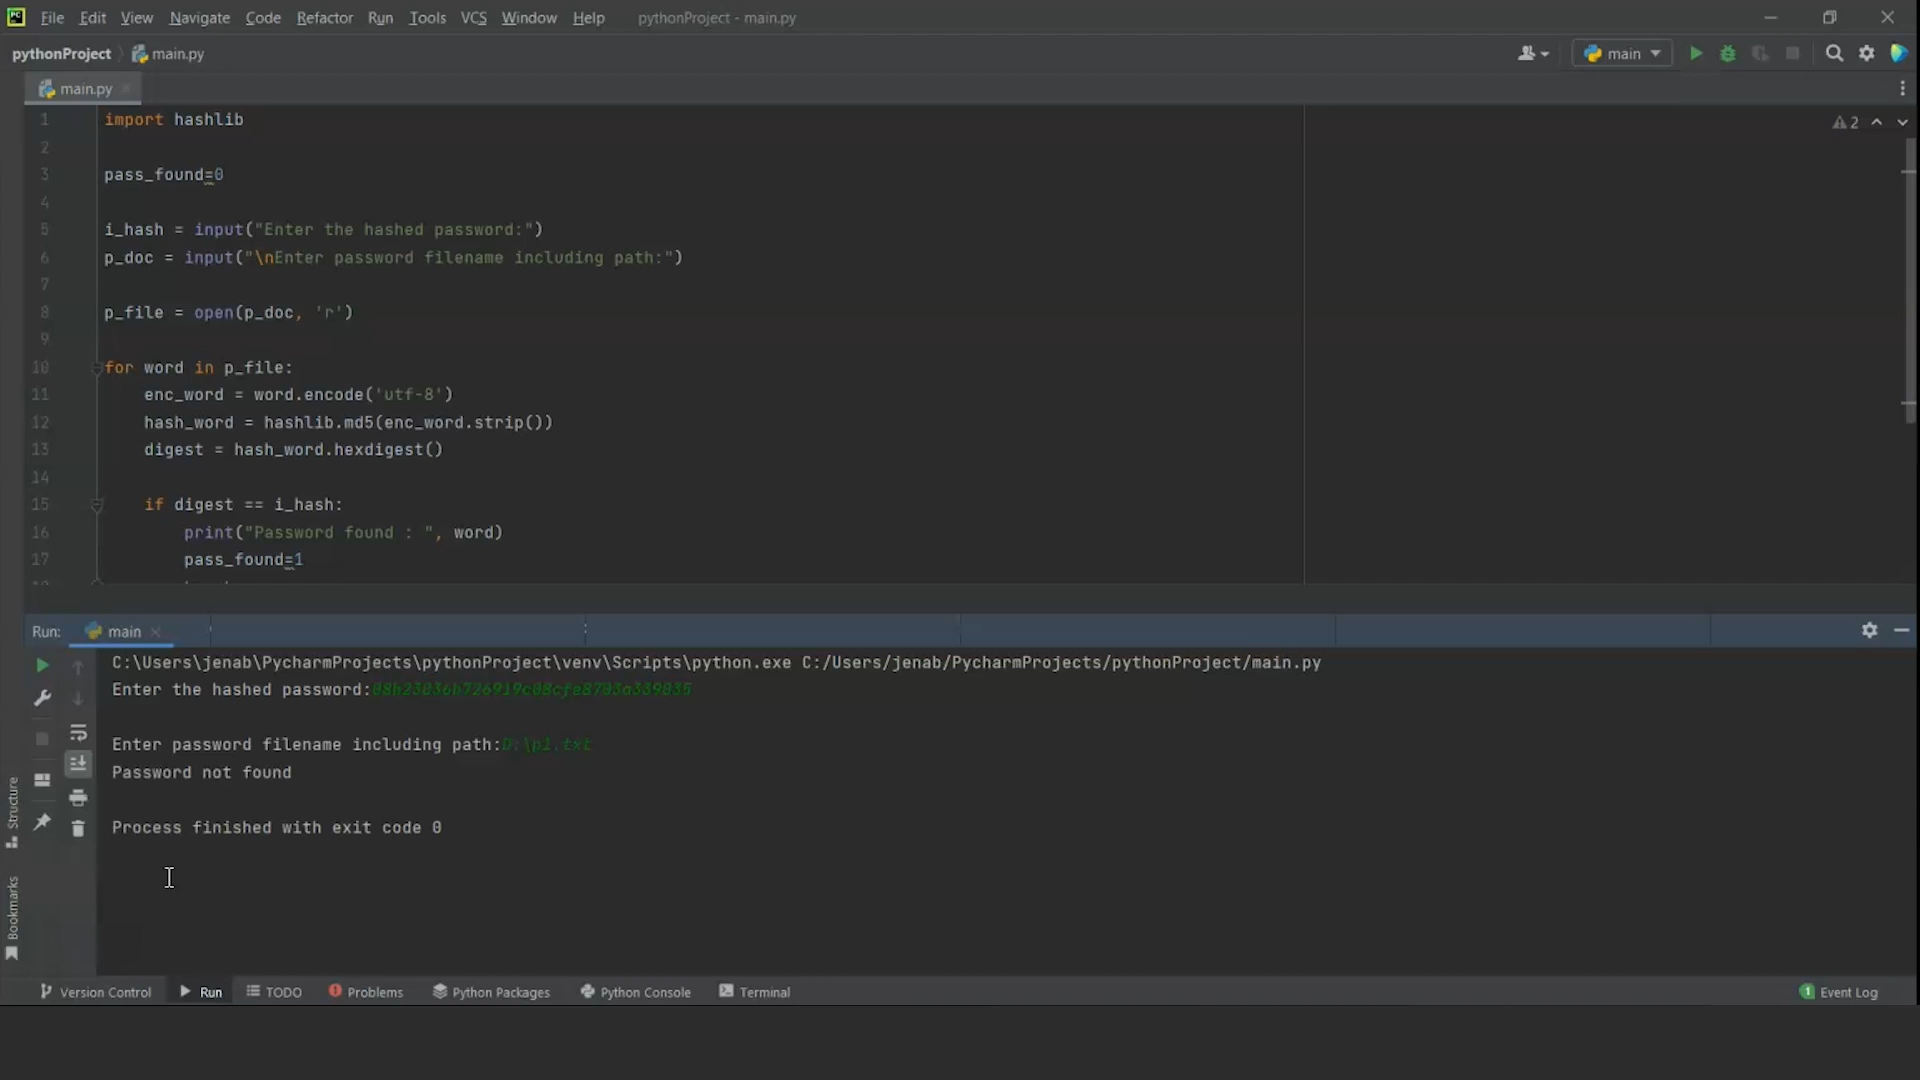 File Edit View Navigate Code Refactor Run Tools VCS Window Help pythonProject - main.py
pythonProject main.py main
main.py
1 import hashlib 2
2
3 pass_found=0
4
5 i_hash = input("Enter the hashed password:")
6 p_doc = input("\nEnter password filename including path:")
7
8 p_file = open(p_doc, 'r')
9
10 for word in p_file:
11 enc_word = word.encode('utf-8')
12 hash_word = hashlib.md5(enc_word.strip())
13 digest = hash_word.hexdigest()
14
15 if digest == i_hash:
16 print("Password found : ", word)
17 pass_found=1
Run: main
C:\Users\jenab\PycharmProjects\pythonProject\venv\Scripts\python.exe C:/Users/jenab/PycharmProjects/pythonProject/main.py
Enter the hashed password:
Enter password filename including path:D:\p1.txt
Password not found
Process finished with exit code 0
Structure
Bookmarks
Version Control Run TODO Problems Python Packages Python Console Terminal 1 Event Log